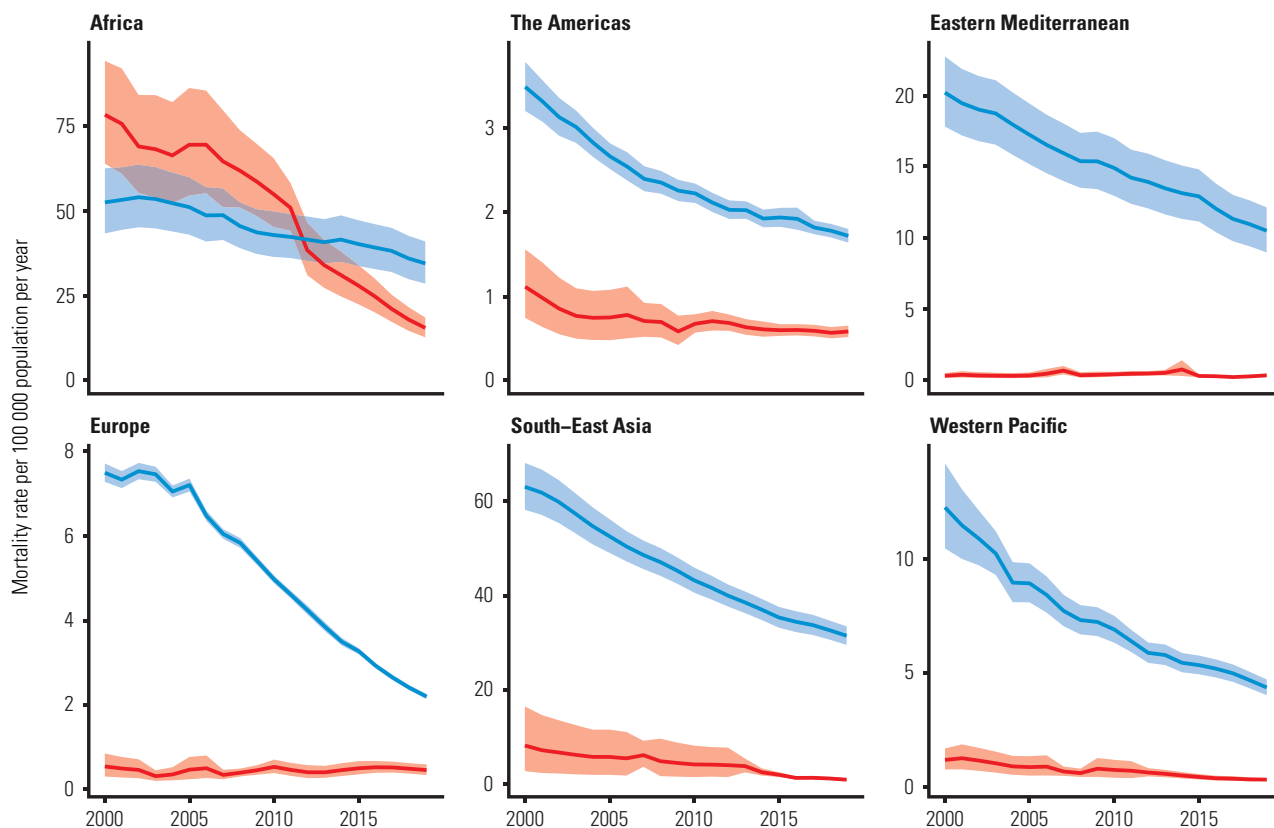 Africa
The Americas
Eastern Mediterranean
75
50
25
0
3
2
1
0
20
15
10
5
0
Mortality rate per 100 000 population per year
Europe
South–East Asia
Western Pacific
8
6
4
2
0
60
40
20
0
10
5
0
2000 2005 2010 2015
2000 2005 2010 2015
2000 2005 2010 2015